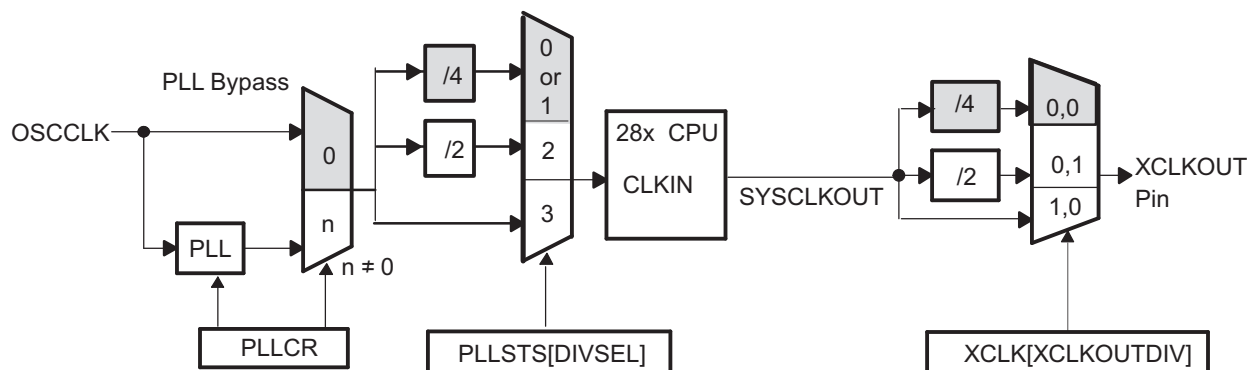 PLL Bypass
OSCCLK
0
n
PLL
n ≠ 0
PLLCR
/4
/2
0
or
1
2
3
PLLSTS[DIVSEL]
28x CPU
CLKIN
SYSCLKOUT
/4
/2
0,0
0,1
1,0
XCLKOUT
Pin
XCLK[XCLKOUTDIV]